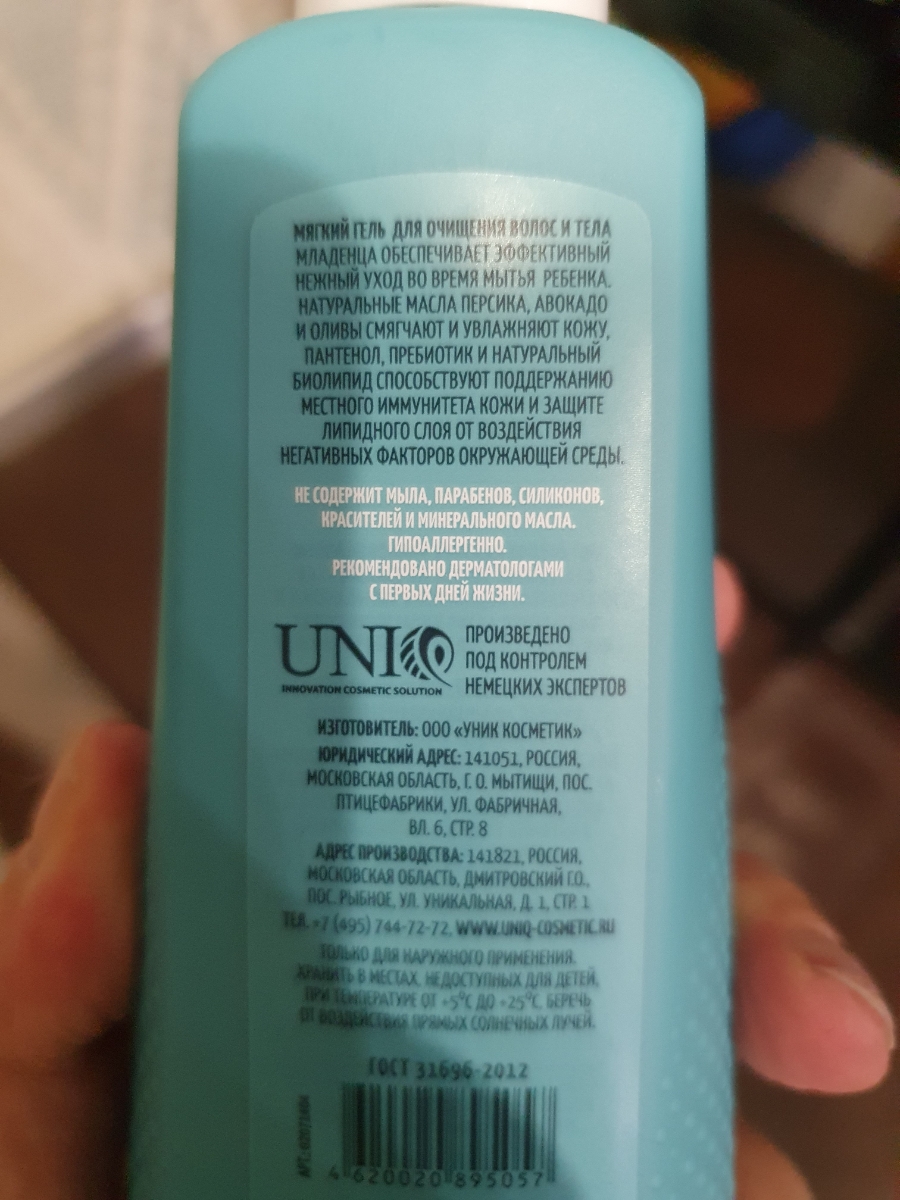 МЯГКИЙ ГЕЛЬ ДЛЯ ОЧИЩЕНИЯ ВОЛОС И ТЕЛА
МЛАДЕНЦА ОБЕСПЕЧИВАЕТ ЭФФЕКТИВНЫЙ
НЕЖНЫЙ УХОД ВО ВРЕМЯ МЫТЬЯ РЕБЕНКА.
НАТУРАЛЬНЫЕ МАСЛА ПЕРСИКА, АВОКАДО
И ОЛИВЫ СМЯГЧАЮТ И УВЛАЖНЯЮТ КОЖУ,
ПАНТЕНОЛ, ПРЕБИОТИК И НАТУРАЛЬНЫЙ
БИОЛИПИД СПОСОБСТВУЮТ ПОДДЕРЖАНИЮ
МЕСТНОГО ИММУНИТЕТА КОЖИ И ЗАЩИТЕ
ЛИПИДНОГО СЛОЯ ОТ ВОЗДЕЙСТВИЯ
НЕГАТИВНЫХ ФАКТОРОВ ОКРУЖАЮЩЕЙ СРЕДЫ.
НЕ СОДЕРЖИТ МЫЛА, ПАРАБЕНОВ, СИЛИКОНОВ,
КРАСИТЕЛЕЙ И МИНЕРАЛЬНОГО МАСЛА.
ГИПОАЛЛЕРГЕННО.
РЕКОМЕНДОВАНО ДЕРМАТОЛОГАМИ
С ПЕРВЫХ ДНЕЙ ЖИЗНИ.
UNIQ
INNOVATION COSMETIC SOLUTION
ПРОИЗВЕДЕНО
ПОД КОНТРОЛЕМ
НЕМЕЦКИХ ЭКСПЕРТОВ
ИЗГОТОВИТЕЛЬ: ООО «УНИК КОСМЕТИК»
ЮРИДИЧЕСКИЙ АДРЕС: 141051, РОССИЯ,
МОСКОВСКАЯ ОБЛАСТЬ, Г. О. МЫТИЩИ, ПОС.
ПТИЦЕФАБРИКИ, УЛ. ФАБРИЧНАЯ,
ВЛ. 6, СТР. 8
АДРЕС ПРОИЗВОДСТВА: 141821, РОССИЯ,
МОСКОВСКАЯ ОБЛАСТЬ, ДМИТРОВСКИЙ Г.О.,
ПОС. РЫБНОЕ, УЛ. УНИКАЛЬНАЯ, Д. 1, СТР. 1
ТЕЛ. +7 (495) 744-72-72, WWW.UNIQ-COSMETIC.RU
ТОЛЬКО ДЛЯ НАРУЖНОГО ПРИМЕНЕНИЯ.
ХРАНИТЬ В МЕСТАХ, НЕДОСТУПНЫХ ДЛЯ ДЕТЕЙ,
ПРИ ТЕМПЕРАТУРЕ ОТ +5°С ДО +25°С. БЕРЕЧЬ
ОТ ВОЗДЕЙСТВИЯ ПРЯМЫХ СОЛНЕЧНЫХ ЛУЧЕЙ.
ГОСТ 31696-2012
АРТ.
4 620020 895057